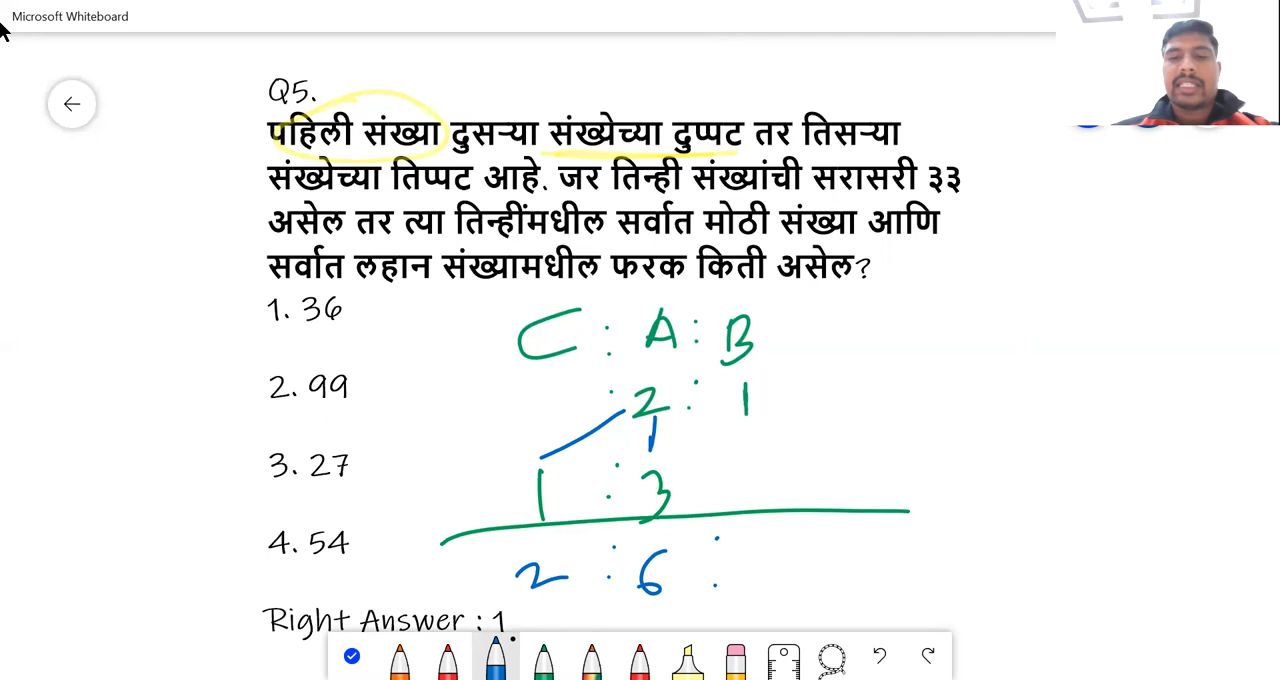 Microsoft Whiteboard
Q5.
पहिली संख्या दुसऱ्या संख्येच्या दुप्पट तर तिसऱ्या
संख्येच्या तिप्पट आहे. जर तिन्ही संख्यांची सरासरी ३३
असेल तर त्या तिन्हींमधील सर्वात मोठी संख्या आणि
सर्वात लहान संख्यामधील फरक किती असेल?
1. 36
2. 99
3. 27
4. 54
C : A : B
: 2 : 1
1 : 3
2 : 6 :
Right Answer : 1.